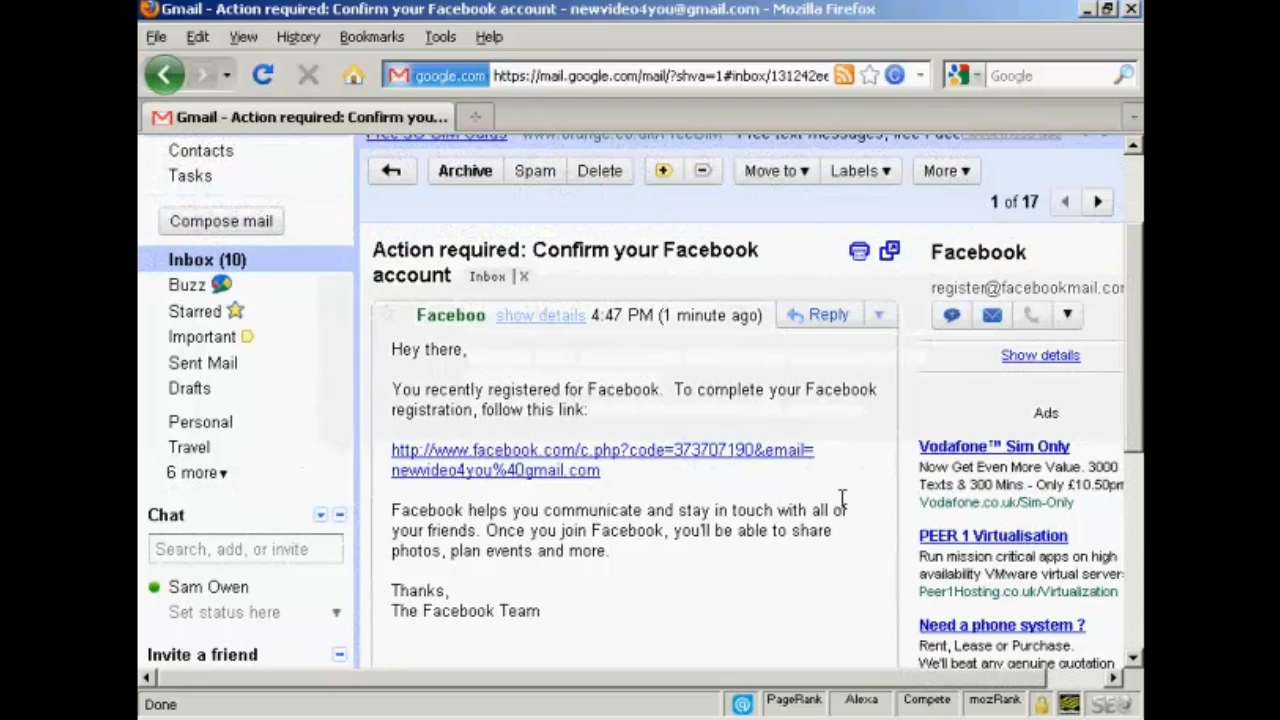 Gmail - Action required: Confirm your Facebook account - newvideo4you@gmail.com - Mozilla Firefox
File Edit View History Bookmarks Tools Help
google.com https://mail.google.com/mail/?shva=1#inbox/131242ee Google
Gmail - Action required: Confirm you...
Contacts
Tasks
Compose mail
Inbox (10)
Buzz
Starred
Important
Sent Mail
Drafts
Personal
Travel
6 more▾
Chat
Search, add, or invite
Sam Owen
Set status here
Invite a friend
Archive Spam Delete Move to ▾ Labels ▾ More ▾
1 of 17
Action required: Confirm your Facebook
account Inbox | X
Faceboo show details 4:47 PM (1 minute ago) Reply
Hey there,
You recently registered for Facebook. To complete your Facebook
registration, follow this link:
http://www.facebook.com/c.php?code=373707190&email=
newvideo4you%40gmail.com
Facebook helps you communicate and stay in touch with all of
your friends. Once you join Facebook, you'll be able to share
photos, plan events and more.
Thanks,
The Facebook Team
Facebook
register@facebookmail.cor
Show details
Ads
Vodafone™ Sim Only
Now Get Even More Value. 3000
Texts & 300 Mins - Only £10.50pm
Vodafone.co.uk/Sim-Only
PEER 1 Virtualisation
Run mission critical apps on high
availability VMware virtual server
Peer1Hosting.co.uk/Virtualization
Need a phone system ?
Rent, Lease or Purchase.
We'll beat any genuine quotation
Done PageRank Alexa Compete mozRank SEO